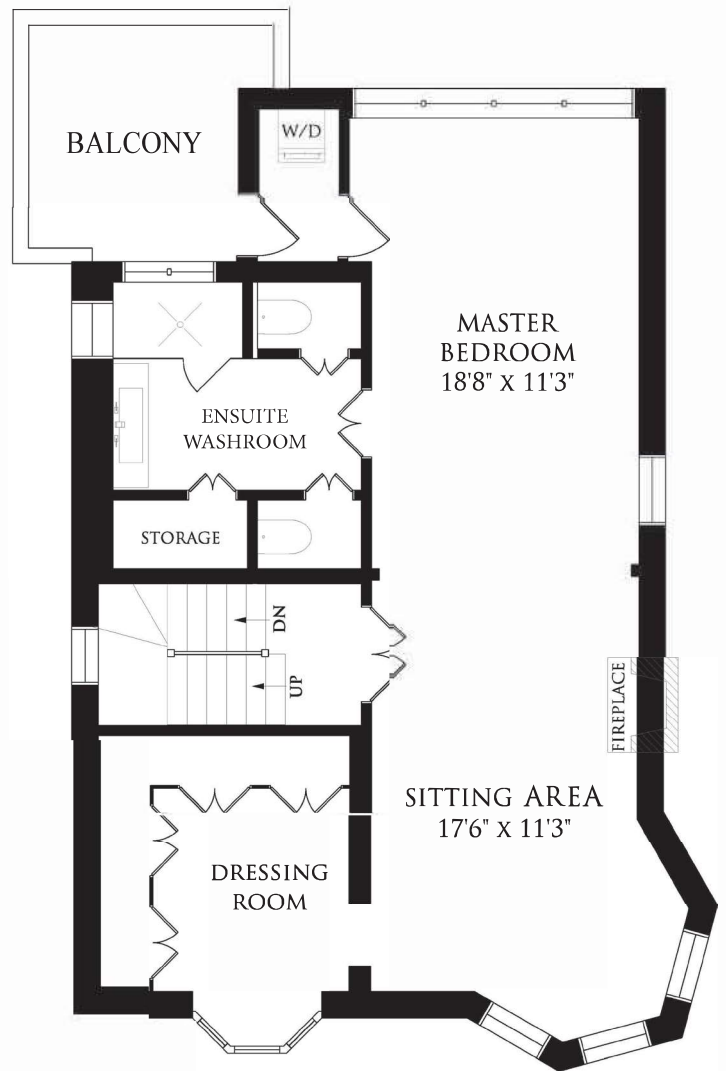 W/D
BALCONY
MASTER
BEDROOM
18'8" X 11'3"
ENSUITE
WASHROOM
STORAGE
DN
UP
FIREPLACE
SITTING AREA
17'6" X 11'3"
DRESSING
ROOM